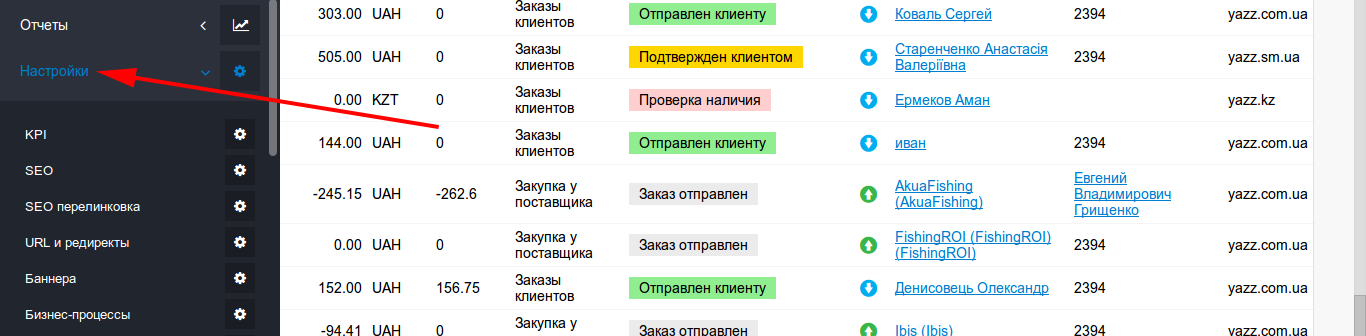 Отчеты
Настройки
KPI
SEO
SEO перелинковка
URL и редиректы
Баннера
Бизнес-процессы
303.00 UAH 0 Заказы клиентов Отправлен клиенту Коваль Сергей 2394 yazz.com.ua
505.00 UAH 0 Заказы клиентов Подтвержден клиентом Старенченко Анастасія Валеріївна 2394 yazz.sm.ua
0.00 KZT 0 Заказы клиентов Проверка наличия Ермеков Аман yazz.kz
144.00 UAH 0 Заказы клиентов Отправлен клиенту иван 2394 yazz.com.ua
-245.15 UAH -262.6 Закупка у поставщика Заказ отправлен AkuaFishing (AkuaFishing) Евгений Владимирович Грищенко yazz.com.ua
0.00 UAH 0 Закупка у поставщика Заказ отправлен FishingROI (FishingROI) (FishingROI) 2394 yazz.com.ua
152.00 UAH 156.75 Заказы клиентов Отправлен клиенту Денисовець Олександр 2394 yazz.com.ua
-94.41 UAH 0 Закупка у Заказ отправлен Ibis (Ibis) 2394 yazz.com.ua